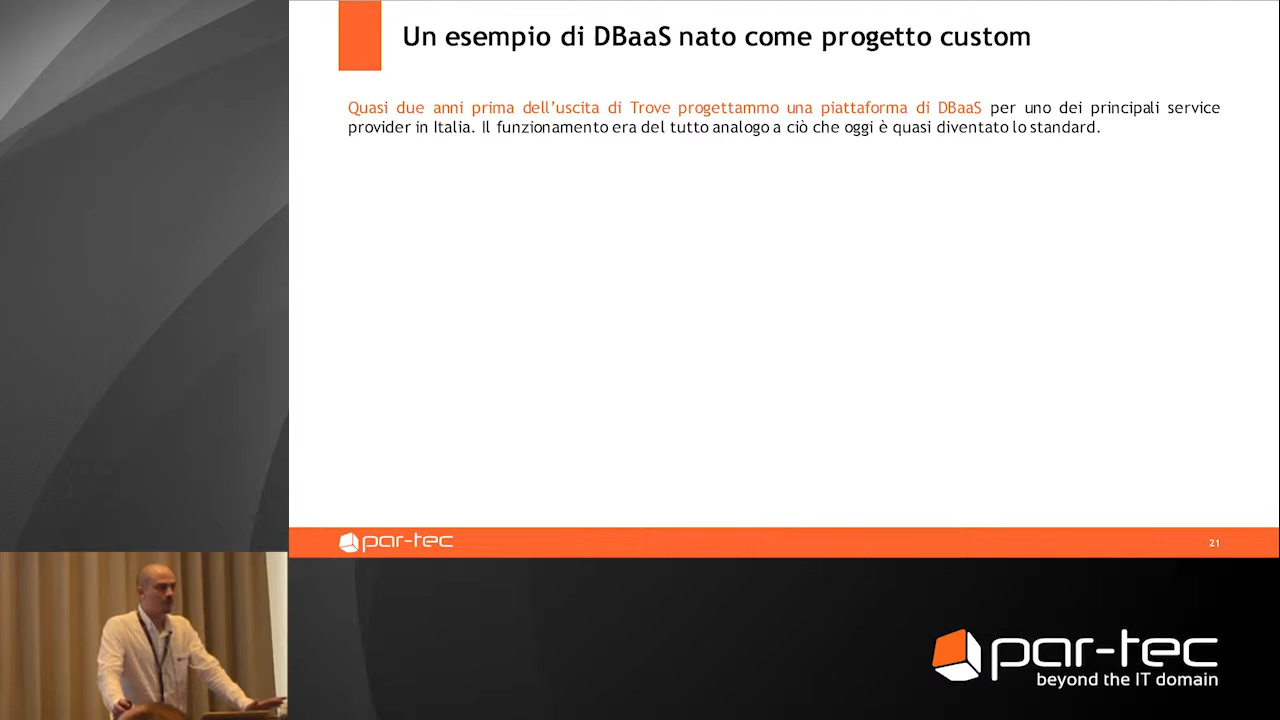 Un esempio di DBaaS nato come progetto custom
Quasi due anni prima dell'uscita di Trove progettammo una piattaforma di DBaaS per uno dei principali service
provider in Italia. Il funzionamento era del tutto analogo a ciò che oggi è quasi diventato lo standard.
par-tec
21
par-tec
beyond the IT domain